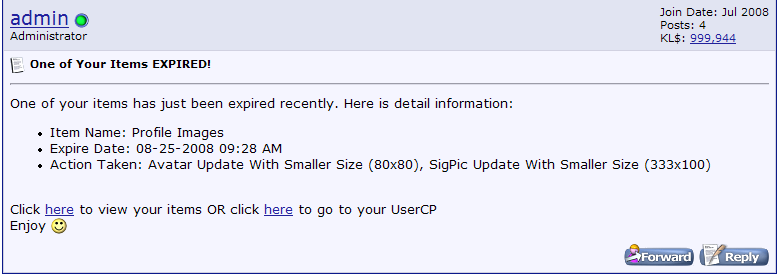 admin
Administrator
Join Date: Jul 2008
Posts: 4
KL$: 999,944
One of Your Items EXPIRED!
One of your items has just been expired recently. Here is detail information:
• Item Name: Profile Images
• Expire Date: 08-25-2008 09:28 AM
• Action Taken: Avatar Update With Smaller Size (80x80), SigPic Update With Smaller Size (333x100)
Click here to view your items OR click here to go to your UserCP
Enjoy
Forward Reply